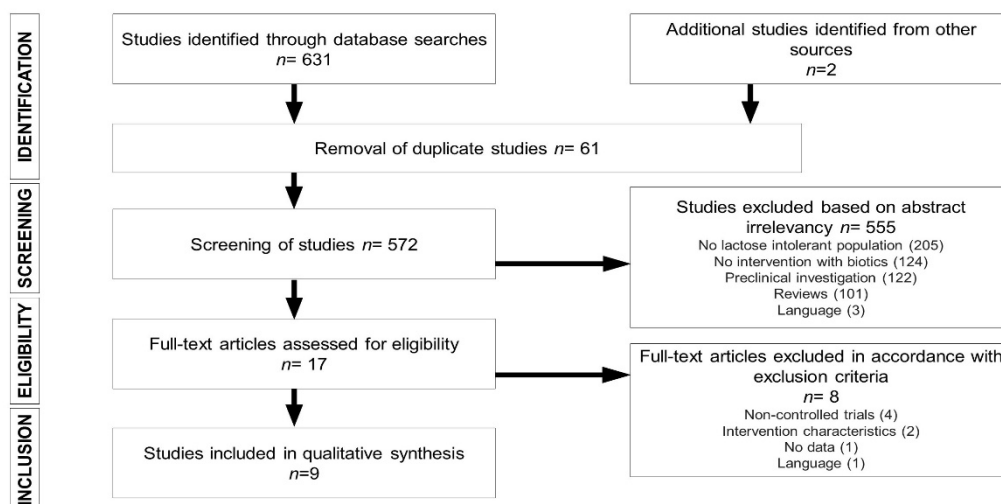 IDENTIFICATION
Studies identified through database searches
n= 631
Additional studies identified from other
sources
n=2
Removal of duplicate studies n= 61
SCREENING
Screening of studies n= 572
Studies excluded based on abstract
irrelevancy n= 555
No lactose intolerant population (205)
No intervention with biotics (124)
Preclinical investigation (122)
Reviews (101)
Language (3)
ELIGIBILITY
Full-text articles assessed for eligibility
n= 17
Full-text articles excluded in accordance with
exclusion criteria
n= 8
Non-controlled trials (4)
Intervention characteristics (2)
No data (1)
Language (1)
INCLUSION
Studies included in qualitative synthesis
n=9